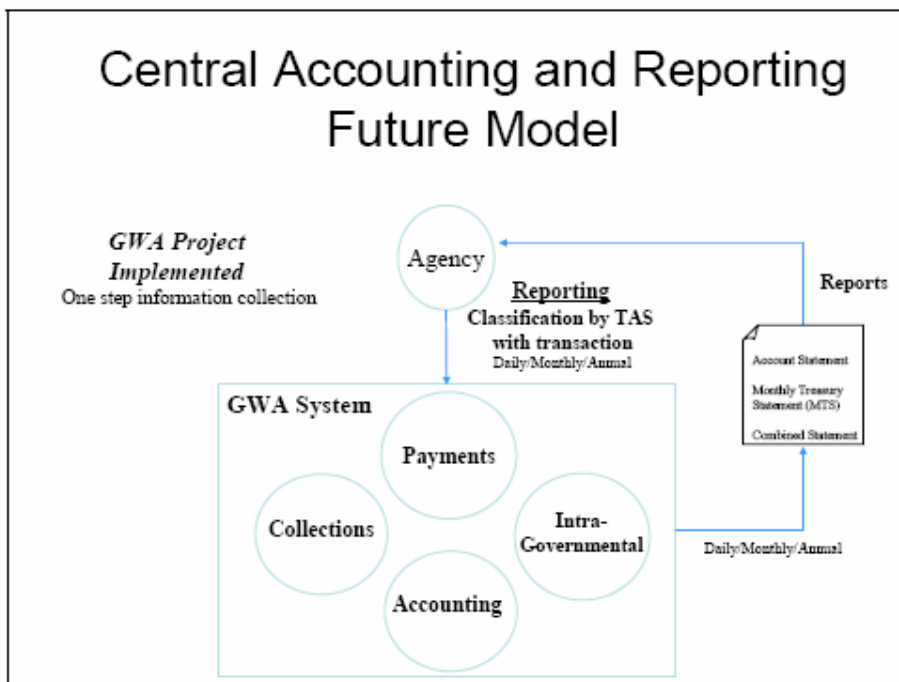 Central Accounting and Reporting
Future Model
GWA Project
Implemented
One step information collection
Agency
Reporting
Classification by TAS
with transaction
Daily/Monthly/Annual
Reports
Account Statement
Monthly Treasury
Statement (MTS)
Combined Statement
GWA System
Payments
Collections
Intra-
Governmental
Accounting
Daily/Monthly/Annual